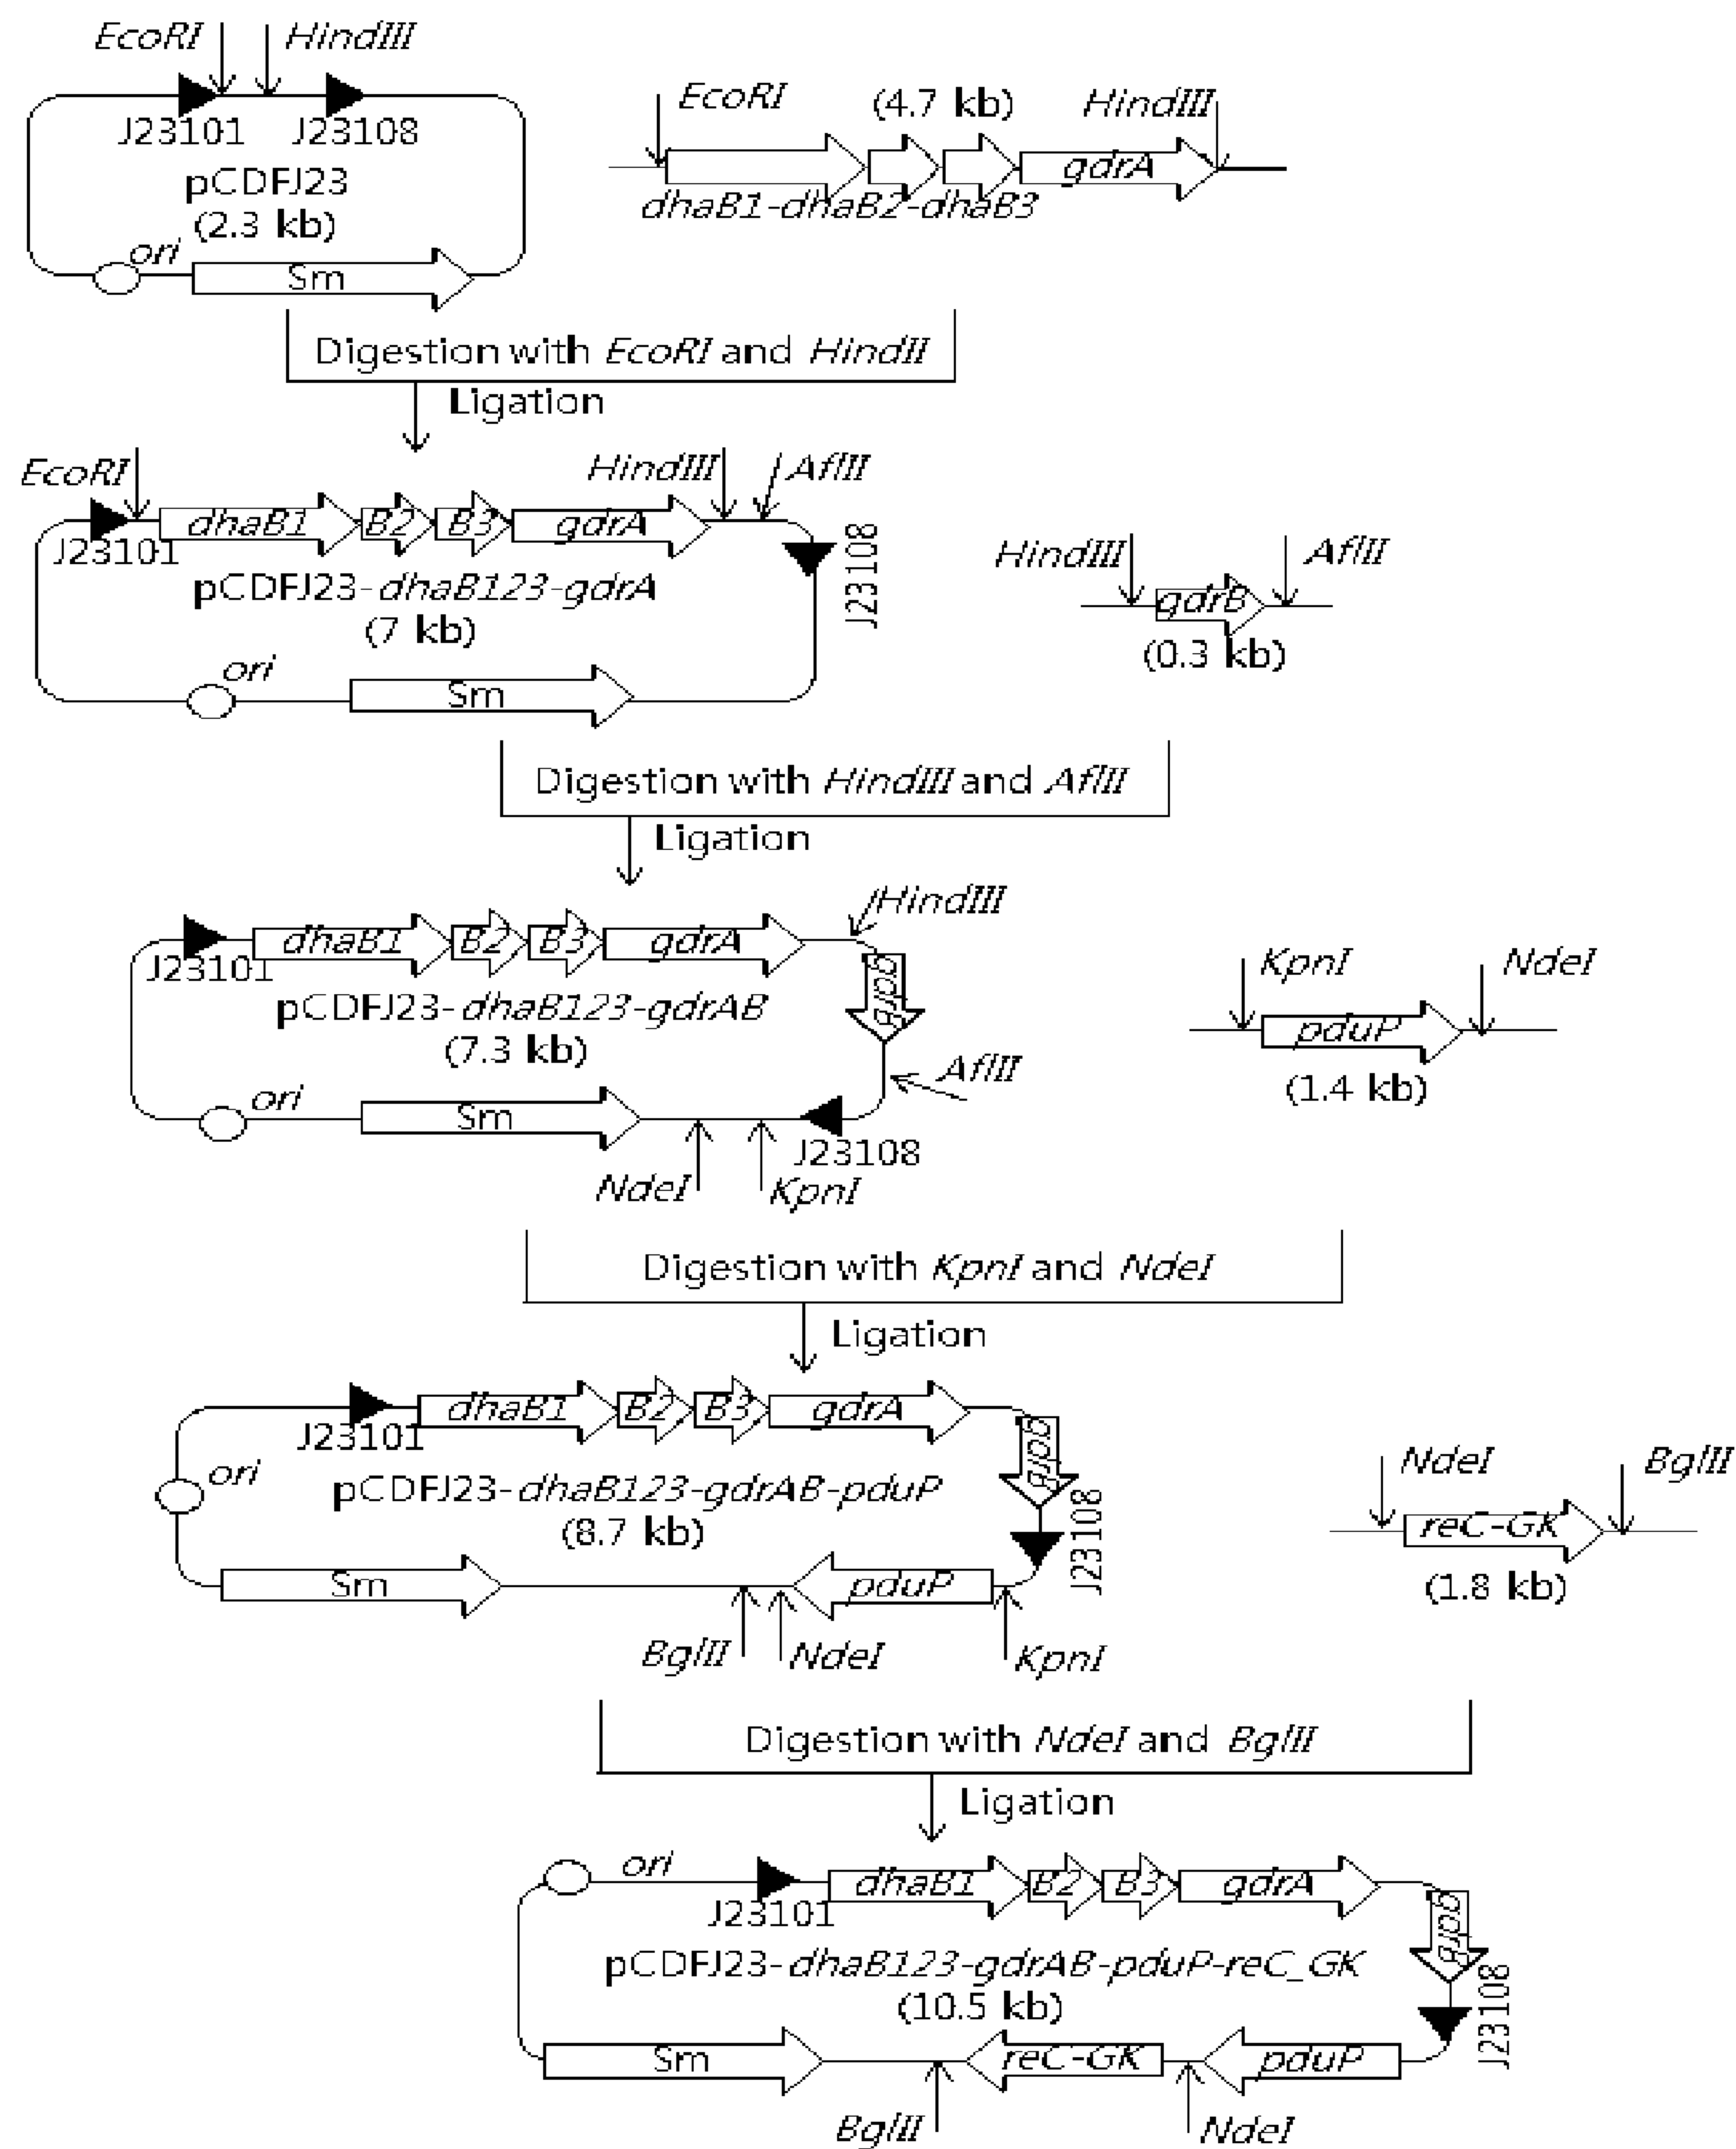 EcoRI HindIII
J23101 J23108
pCDFJ23
(2.3 kb)
ori
Sm
EcoRI (4.7 kb) HindIII
gdrA
dhaB1-dhaB2-dhaB3
Digestion with EcoRI and HindII
Ligation
EcoRI HindIII AflII
dhaB1 B2 B3 gdrA
J23101
J23108
pCDFJ23-dhaB123-gdrA
(7 kb)
ori
Sm
HindIII AflII
gdrB
(0.3 kb)
Digestion with HindIII and AflII
Ligation
HindIII
dhaB1 B2 B3 gdrA
J23101
gdrb
pCDFJ23-dhaB123-gdrAB
(7.3 kb)
AflII
ori
Sm
J23108
NdeI KpnI
KpnI NdeI
pduP
(1.4 kb)
Digestion with KpnI and NdeI
Ligation
dhaB1 B2 B3 gdrA
J23101
gdrb
ori
pCDFJ23-dhaB123-gdrAB-pduP
(8.7 kb)
J23108
Sm pduP
BglII NdeI KpnI
NdeI BglII
reC-GK
(1.8 kb)
Digestion with NdeI and BglII
Ligation
ori
dhaB1 B2 B3 gdrA
J23101
gdrb
pCDFJ23-dhaB123-gdrAB-pduP-reC_GK
(10.5 kb)
J23108
Sm reC-GK pduP
BglII NdeI